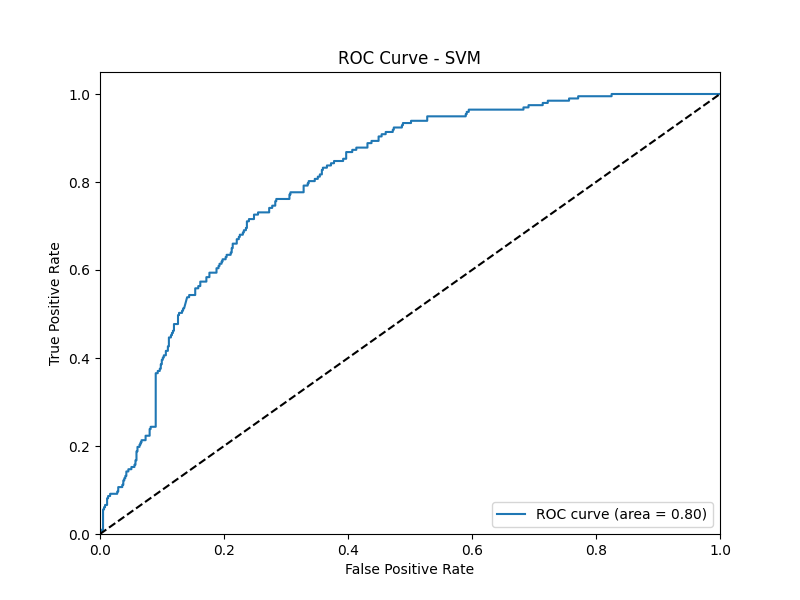 ROC Curve - SVM
True Positive Rate
1.0
0.8
0.6
0.4
0.2
0.0
ROC curve (area = 0.80)
0.0 0.2 0.4 0.6 0.8 1.0
False Positive Rate